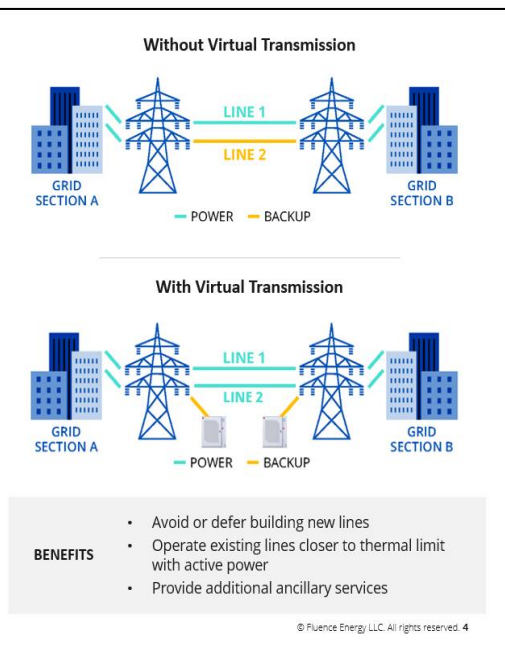 Without Virtual Transmission
LINE 1
LINE 2
GRID
SECTION A
GRID
SECTION B
POWER
BACKUP
With Virtual Transmission
LINE 1
LINE 2
GRID
SECTION A
GRID
SECTION B
POWER
BACKUP
BENEFITS
• Avoid or defer building new lines
• Operate existing lines closer to thermal limit
with active power
• Provide additional ancillary services
© Fluence Energy LLC. All rights reserved. 4